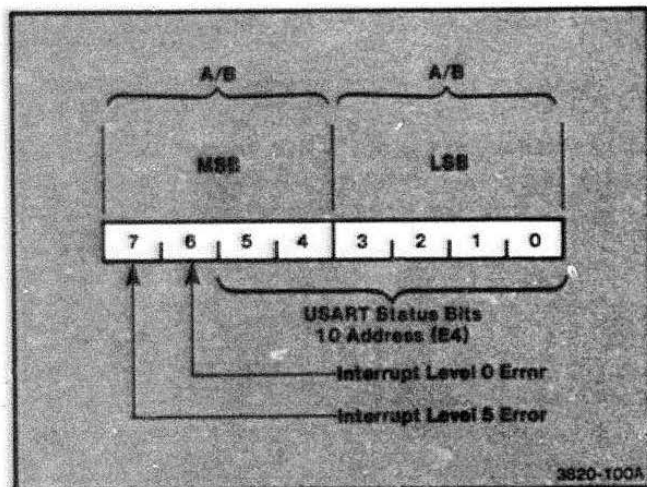 A/B A/B
MSB LSB
7 6 5 4 3 2 1 0
USART Status Bits
10 Address (E4)
Interrupt Level 0 Error
Interrupt Level 5 Error
3820-100A